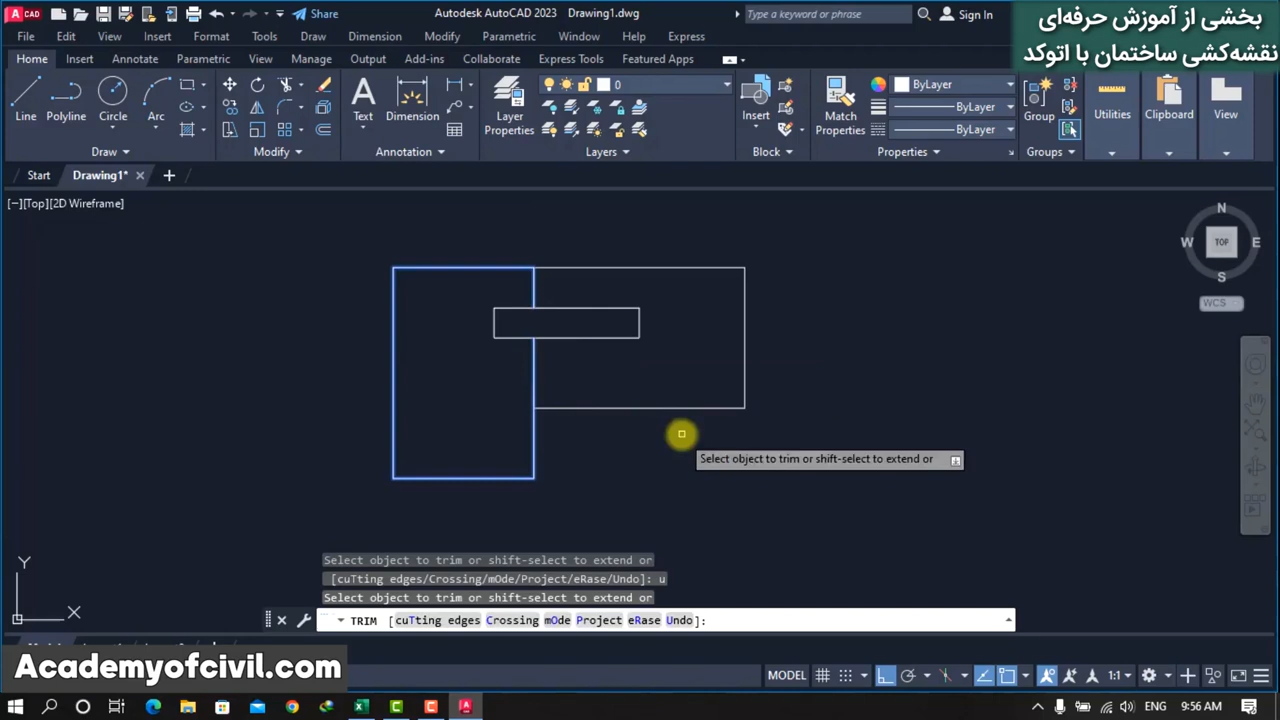 Share
Autodesk AutoCAD 2023 Drawing1.dwg
Type a keyword or phrase
Sign In
بخشی از آموزش حرفه‌ای
نقشه‌کشی ساختمان با اتوکد
CAD
File Edit View Insert Format Tools Draw Dimension Modify Parametric Window Help Express
Home Insert Annotate Parametric View Manage Output Add-ins Collaborate Express Tools Featured Apps
0
ByLayer
ByLayer
ByLayer
Line Polyline Circle Arc
Text Dimension
Layer
Properties
Insert
Match
Properties
Group
Utilities Clipboard View
Draw Modify Annotation Layers Block Properties Groups
Start Drawing1*
[−][Top][2D Wireframe]
N
W TOP E
S
WCS
Select object to trim or shift-select to extend or
Y
X
Select object to trim or shift-select to extend or
[cuTting edges/Crossing/mOde/Project/eRase/Undo]: u
Select object to trim or shift-select to extend or
TRIM [cuTting edges Crossing mOde Project eRase Undo]:
Academyofcivil.com
MODEL
1:1
9:56 AM